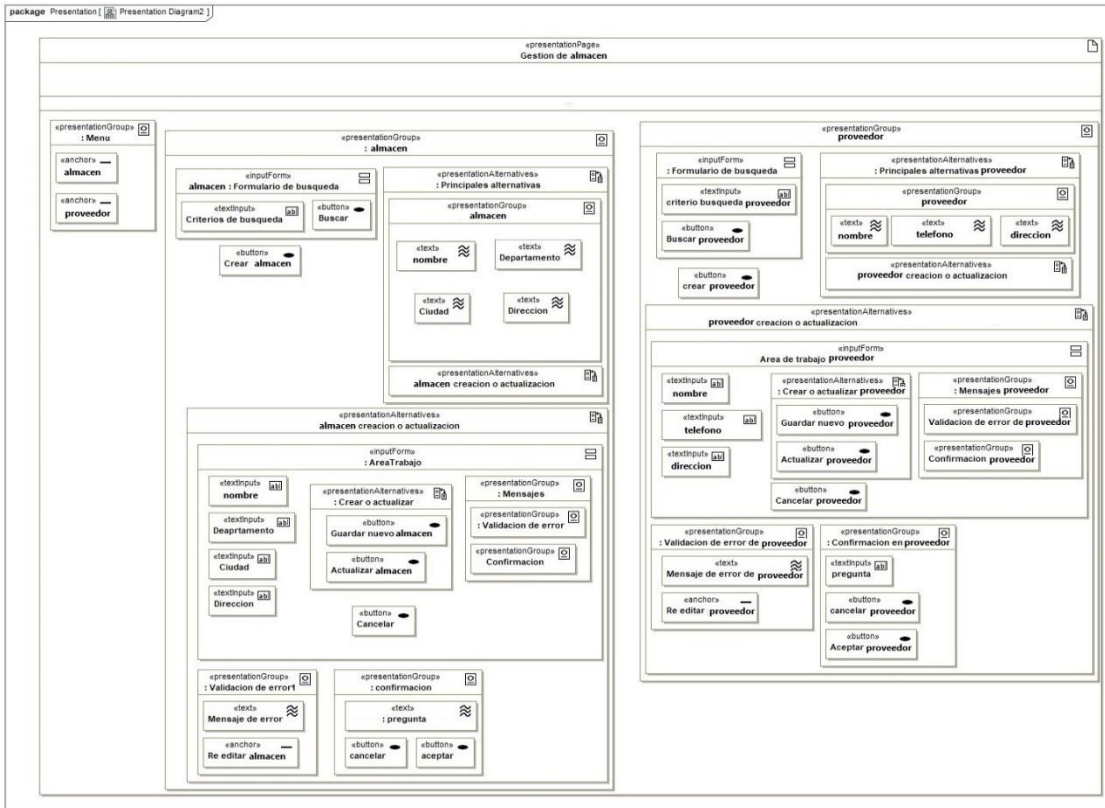 package Presentation [ Presentation Diagram2 ]
«presentationPage»
Gestion de almacen
«presentationGroup»
: Menu
«anchor»
almacen
«anchor»
proveedor
«presentationGroup»
: almacen
«inputForm»
almacen : Formulario de busqueda
«textInput»
Criterios de busqueda
«button»
Buscar
«button»
Crear almacen
«presentationAlternatives»
: Principales alternativas
«presentationGroup»
almacen
«text»
nombre
«text»
Departamento
«text»
Ciudad
«text»
Direccion
«presentationAlternatives»
almacen creacion o actualizacion
«presentationAlternatives»
almacen creacion o actualizacion
«inputForm»
: AreaTrabajo
«textInput»
nombre
«textInput»
Deaprtamento
«textInput»
Ciudad
«textInput»
Direccion
«presentationAlternatives»
: Crear o actualizar
«button»
Guardar nuevo almacen
«button»
Actualizar almacen
«button»
Cancelar
«presentationGroup»
: Mensajes
«presentationGroup»
: Validacion de error
«presentationGroup»
Confirmacion
«presentationGroup»
: Validacion de error1
«text»
Mensaje de error
«anchor»
Re editar almacen
«presentationGroup»
: confirmacion
«text»
: pregunta
«button»
cancelar
«button»
aceptar
«presentationGroup»
proveedor
«inputForm»
: Formulario de busqueda
«textInput»
criterio busqueda proveedor
«button»
Buscar proveedor
«button»
crear proveedor
«presentationAlternatives»
: Principales alternativas proveedor
«presentationGroup»
proveedor
«text»
nombre
«text»
telefono
«text»
direccion
«presentationAlternatives»
proveedor creacion o actualizacion
«presentationAlternatives»
proveedor creacion o actualizacion
«inputForm»
Area de trabajo proveedor
«textInput»
nombre
«textInput»
telefono
«textInput»
direccion
«presentationAlternatives»
: Crear o actualizar proveedor
«button»
Guardar nuevo proveedor
«button»
Actualizar proveedor
«button»
Cancelar proveedor
«presentationGroup»
: Mensajes proveedor
«presentationGroup»
Validacion de error de proveedor
«presentationGroup»
Confirmacion proveedor
«presentationGroup»
: Validacion de error de proveedor
«text»
Mensaje de error de proveedor
«anchor»
Re editar proveedor
«presentationGroup»
: Confirmacion en proveedor
«textInput»
pregunta
«button»
cancelar proveedor
«button»
Aceptar proveedor